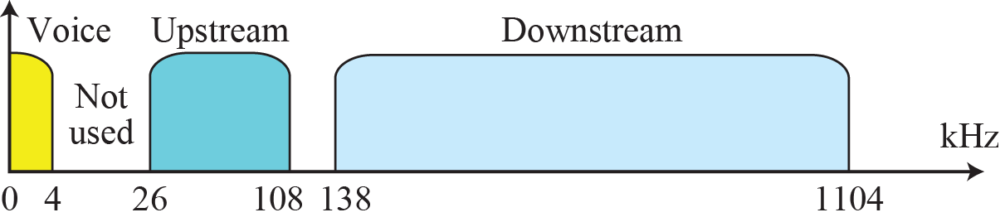 Voice Upstream Downstream
Not
used
kHz
0 4 26 108 138 1104